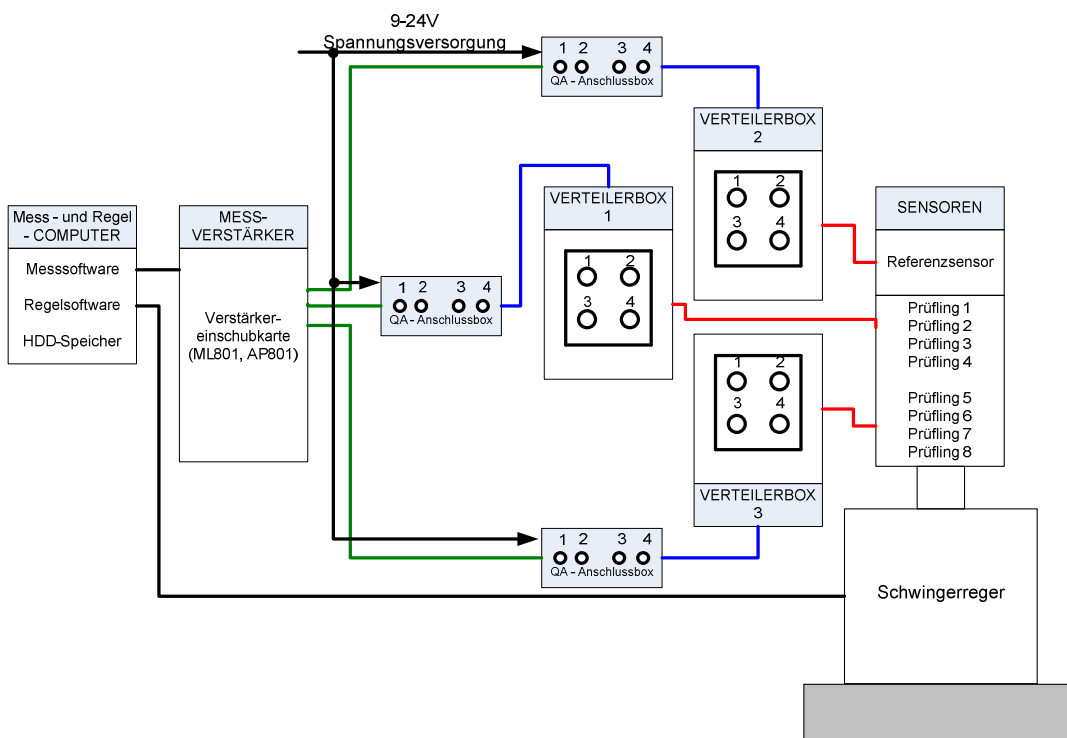 9-24V
Spannungsversorgung
1 2 3 4
QA - Anschlussbox
VERTEILERBOX
2
1 2
3 4
VERTEILERBOX
1
1 2
3 4
SENSOREN
Referenzsensor
Prüfling 1
Prüfling 2
Prüfling 3
Prüfling 4
Prüfling 5
Prüfling 6
Prüfling 7
Prüfling 8
Mess - und Regel
- COMPUTER
Messsoftware
Regelsoftware
HDD-Speicher
MESS-
VERSTÄRKER
Verstärker-
einschubkarte
(ML801, AP801)
1 2 3 4
QA - Anschlussbox
1 2
3 4
VERTEILERBOX
3
1 2 3 4
QA - Anschlussbox
Schwingerreger